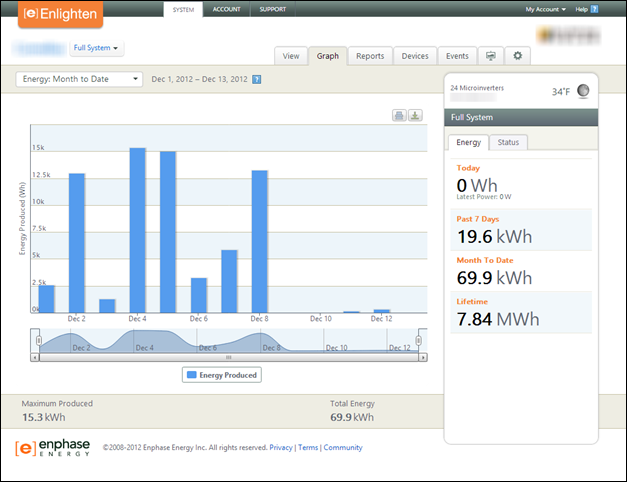 [e] Enlighten
SYSTEM ACCOUNT SUPPORT
My Account Help ?
Full System
View Graph Reports Devices Events
Energy: Month to Date
Dec 1, 2012 – Dec 13, 2012 ?
24 Microinverters
34°F
Full System
Energy Status
Today
0 Wh
Latest Power: 0 W
Past 7 Days
19.6 kWh
Month To Date
69.9 kWh
Lifetime
7.84 MWh
Energy Produced (Wh)
15k
12.5k
10k
7.5k
5k
2.5k
0k
Dec 2 Dec 4 Dec 6 Dec 8 Dec 10 Dec 12
Dec 2 Dec 4 Dec 6 Dec 8 Dec 10 Dec 12
Energy Produced
Maximum Produced
15.3 kWh
Total Energy
69.9 kWh
[e] enphase
ENERGY
©2008-2012 Enphase Energy Inc. All rights reserved. Privacy | Terms | Community